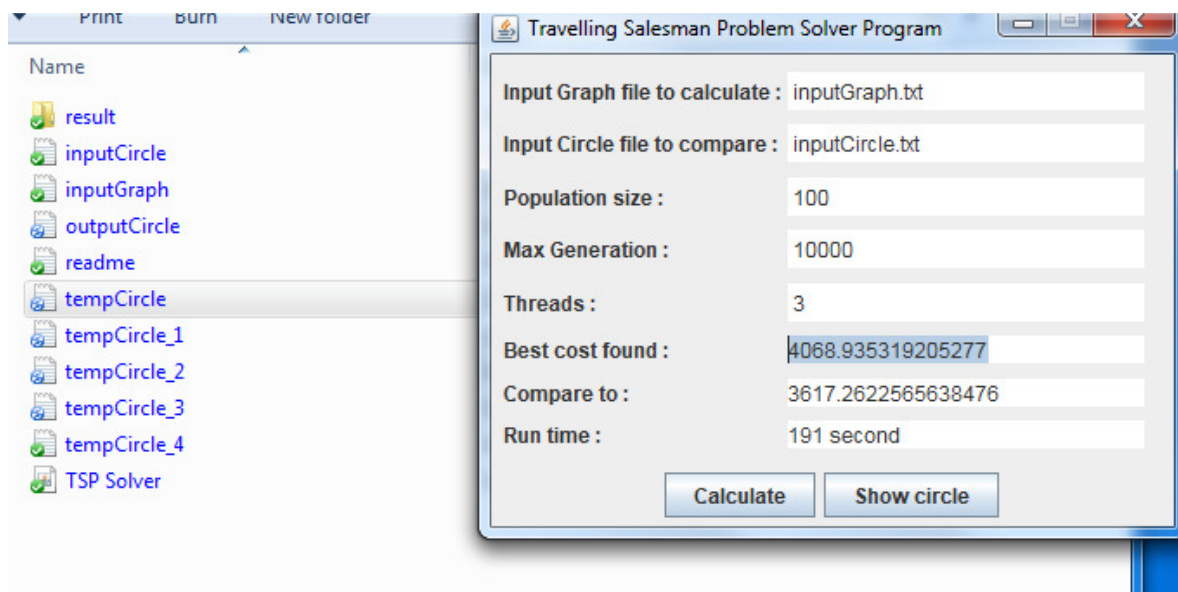 Print Burn New folder
Name
result
inputCircle
inputGraph
outputCircle
readme
tempCircle
tempCircle_1
tempCircle_2
tempCircle_3
tempCircle_4
TSP Solver
Travelling Salesman Problem Solver Program
Input Graph file to calculate : inputGraph.txt
Input Circle file to compare : inputCircle.txt
Population size : 100
Max Generation : 10000
Threads : 3
Best cost found : 4068.935319205277
Compare to : 3617.2622565638476
Run time : 191 second
Calculate Show circle